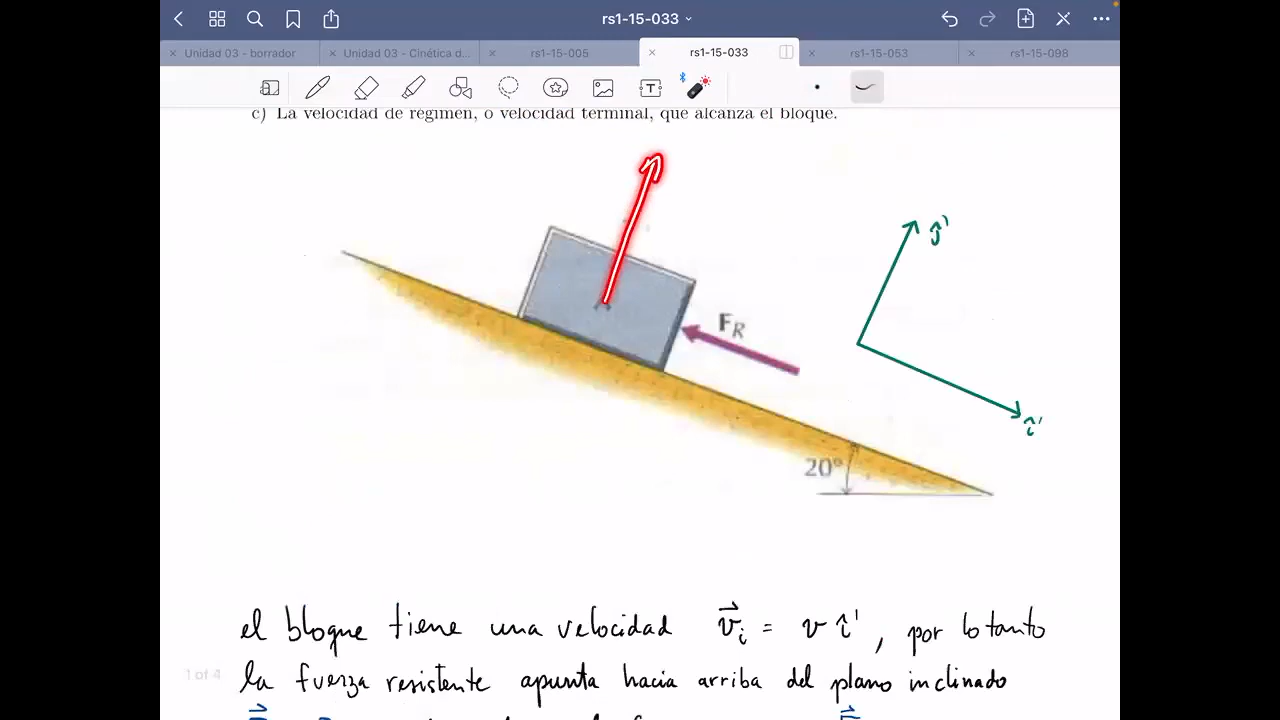 rs1-15-033
Unidad 03 - borrador
Unidad 03 - Cinética d...
rs1-15-005
rs1-15-033
rs1-15-053
rs1-15-098
T
c) La velocidad de régimen, o velocidad terminal, que alcanza el bloque.
ĵ'
F_R
î'
20°
el bloque tiene una velocidad v⃗_i = v î' , por lo tanto
la fuerza resistente apunta hacia arriba del plano inclinado
1 of 4